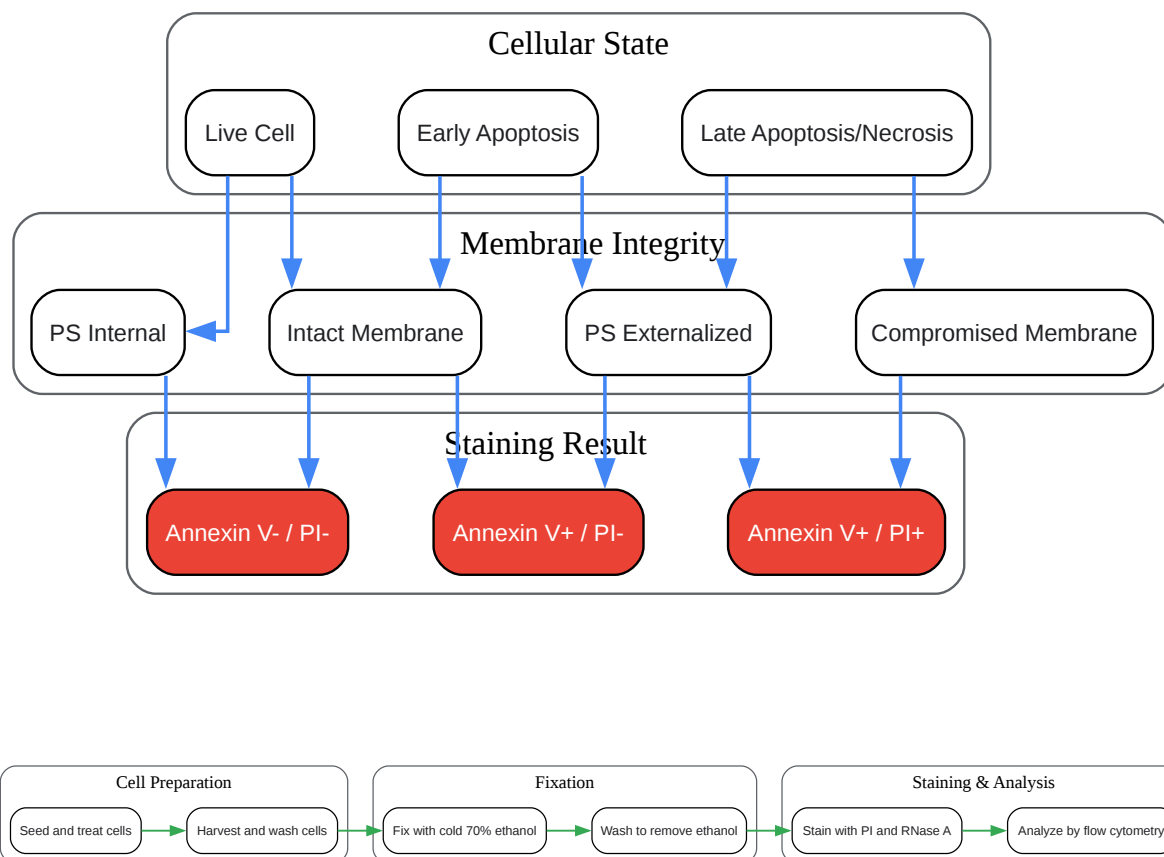 Cellular State
Live Cell
Early Apoptosis
Late Apoptosis/Necrosis
Membrane Integrity
PS Internal
Intact Membrane
PS Externalized
Compromised Membrane
Staining Result
Annexin V- / PI-
Annexin V+ / PI-
Annexin V+ / PI+
Cell Preparation
Fixation
Staining & Analysis
Seed and treat cells
Harvest and wash cells
Fix with cold 70% ethanol
Wash to remove ethanol
Stain with PI and RNase A
Analyze by flow cytometry